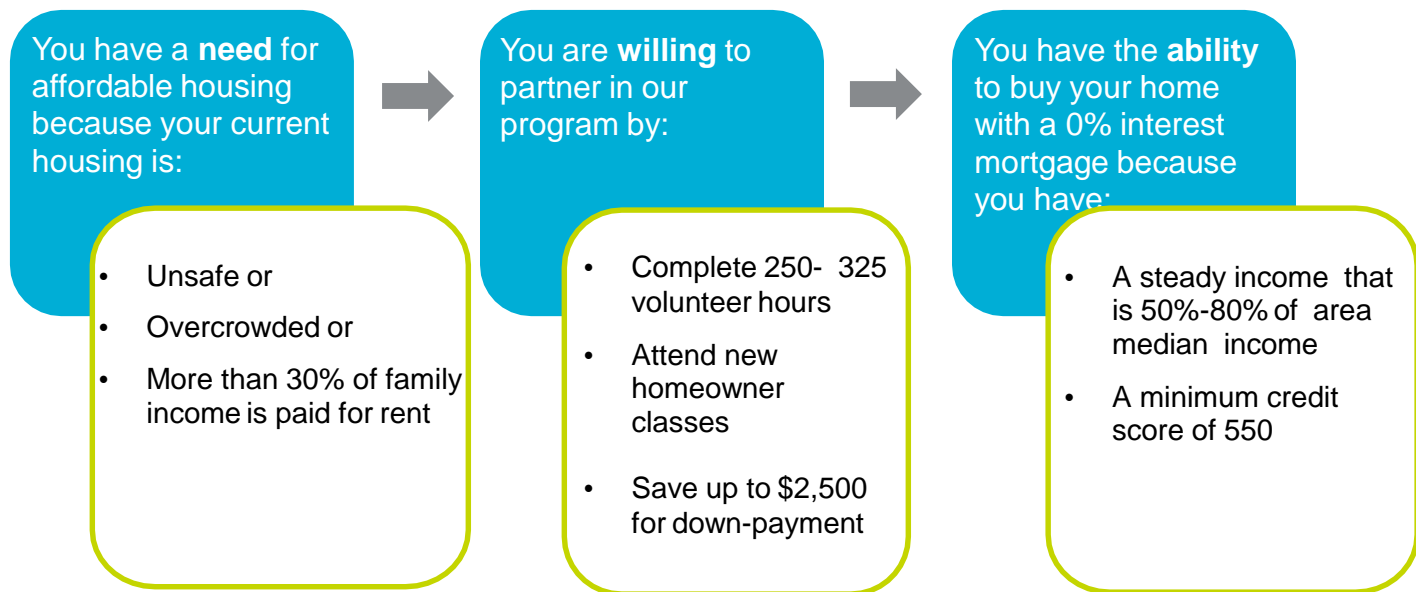 You have a need for
affordable housing
because your current
housing is:
• Unsafe or
• Overcrowded or
• More than 30% of family
income is paid for rent
You are willing to
partner in our
program by:
• Complete 250- 325
volunteer hours
• Attend new
homeowner
classes
• Save up to $2,500
for down-payment
You have the ability
to buy your home
with a 0% interest
mortgage because
you have:
• A steady income that
is 50%-80% of area
median income
• A minimum credit
score of 550